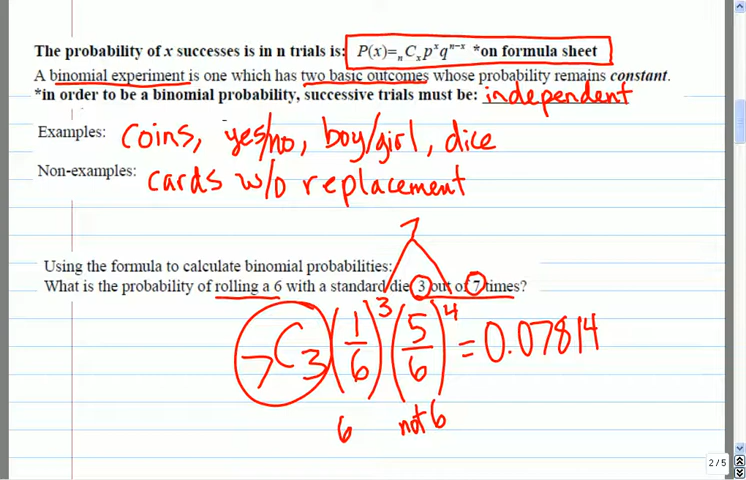 The probability of x successes is in n trials is: P(x)=ₙCₓpˣqⁿ⁻ˣ *on formula sheet
A binomial experiment is one which has two basic outcomes whose probability remains constant.
*in order to be a binomial probability, successive trials must be: independent
Examples: coins, yes/no, boy/girl, dice
Non-examples: cards w/o replacement
7
Using the formula to calculate binomial probabilities:
What is the probability of rolling a 6 with a standard die 3 out of 7 times?
₇C₃(1/6)³(5/6)⁴ = 0.07814
6 not 6
2/5